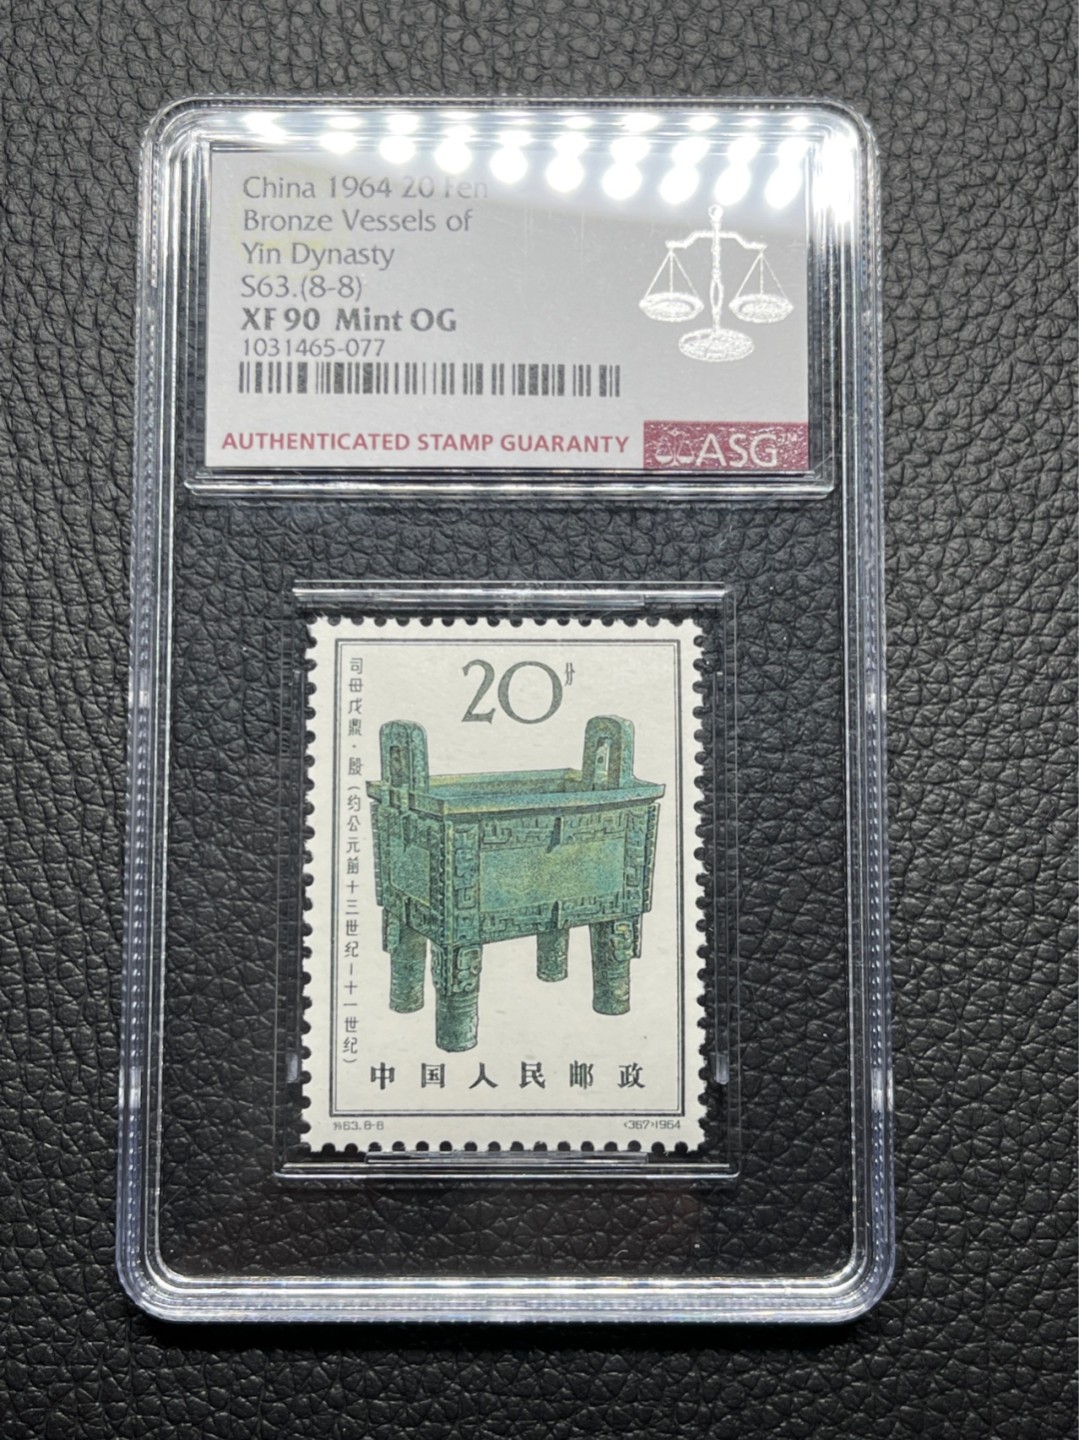 China 1964 20 Fen
Bronze Vessels of
Yin Dynasty
S63.(8-8)
XF 90 Mint OG
1031465-077
AUTHENTICATED STAMP GUARANTY
ASG™
20分
司母戊鼎·殷(约公元前十三世纪—十一世纪)
中国人民邮政
特63.8-8
<367>1964